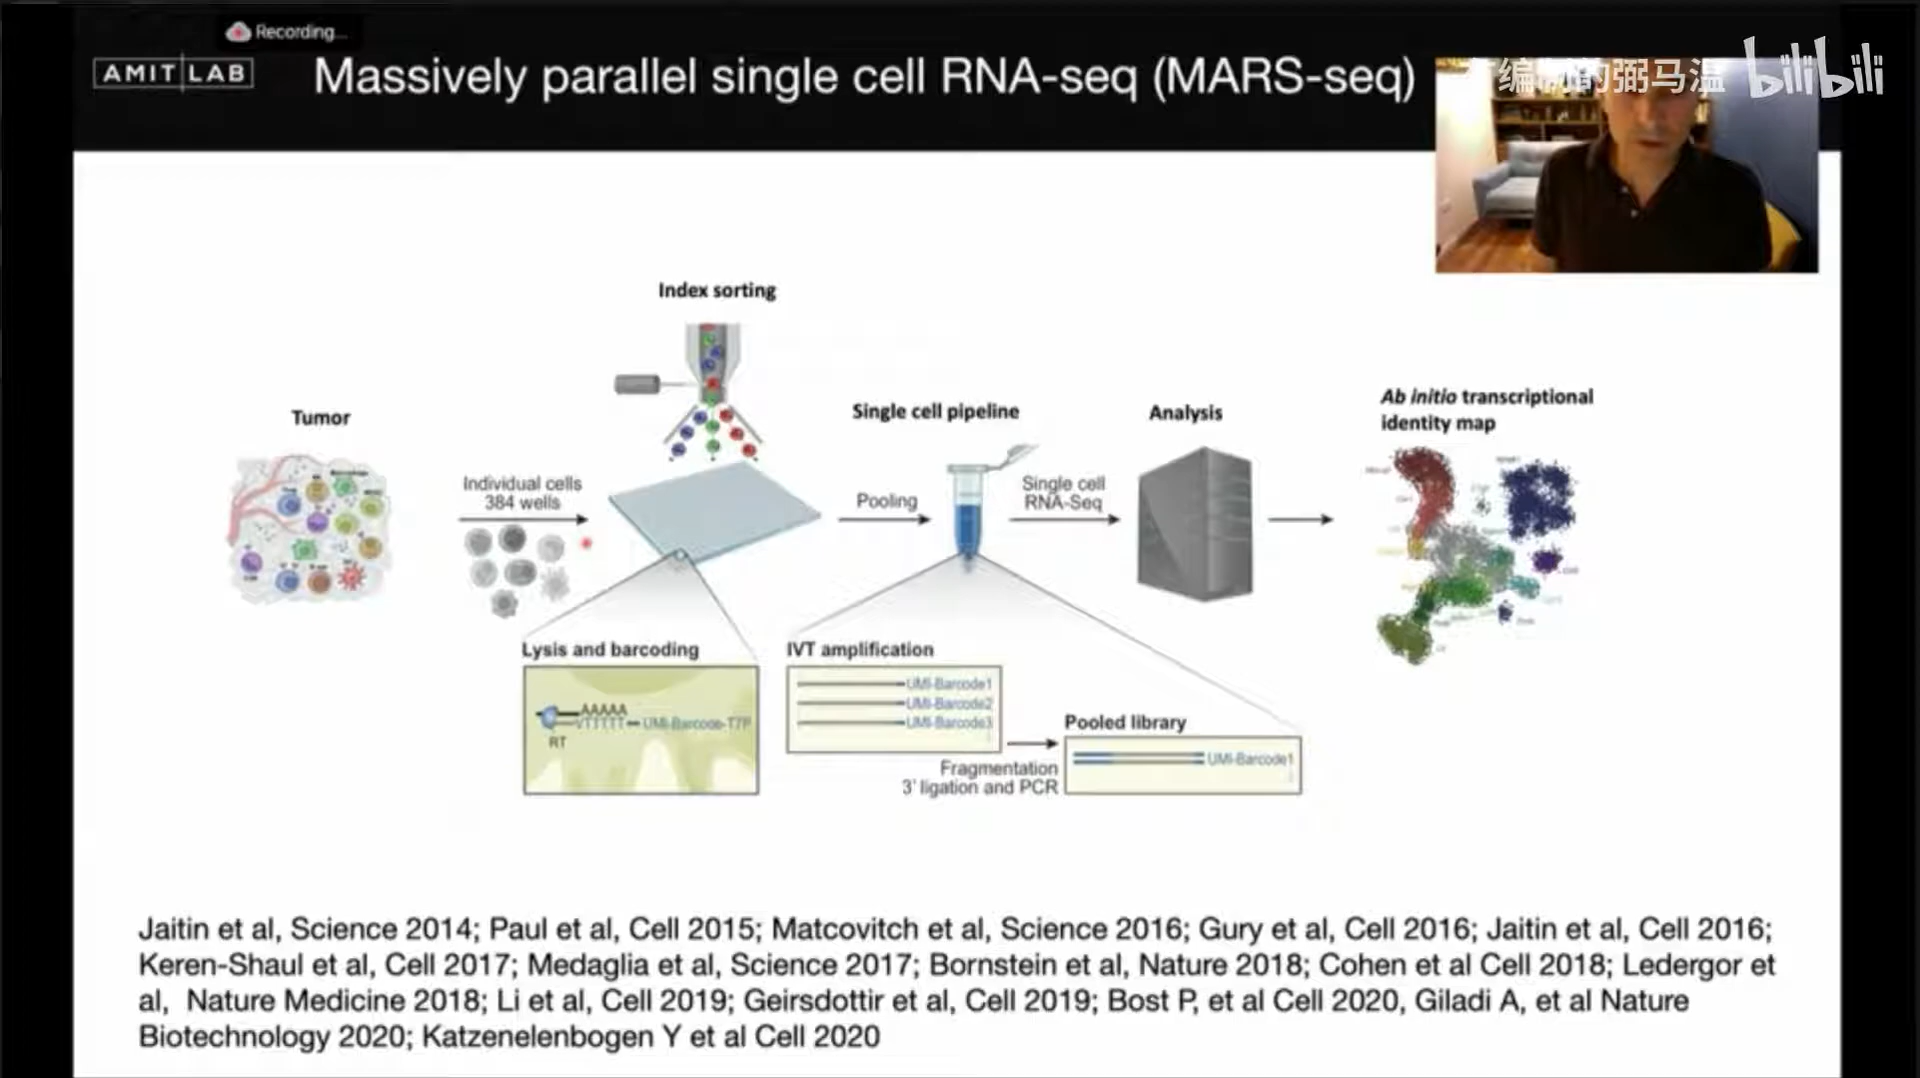 Recording...
AMIT LAB
Massively parallel single cell RNA-seq (MARS-seq)
编制的弼马温
bilibili
Index sorting
Tumor
Individual cells
384 wells
Single cell pipeline
Pooling
Single cell
RNA-Seq
Analysis
Ab initio transcriptional
identity map
Lysis and barcoding
AAAAA
VTTTTT UMI-Barcode-T7P
RT
IVT amplification
UMI-Barcode1
UMI-Barcode2
UMI-Barcode3
Fragmentation
3' ligation and PCR
Pooled library
UMI-Barcode1
Jaitin et al, Science 2014; Paul et al, Cell 2015; Matcovitch et al, Science 2016; Gury et al, Cell 2016; Jaitin et al, Cell 2016;
Keren-Shaul et al, Cell 2017; Medaglia et al, Science 2017; Bornstein et al, Nature 2018; Cohen et al Cell 2018; Ledergor et
al, Nature Medicine 2018; Li et al, Cell 2019; Geirsdottir et al, Cell 2019; Bost P, et al Cell 2020, Giladi A, et al Nature
Biotechnology 2020; Katzenelenbogen Y et al Cell 2020